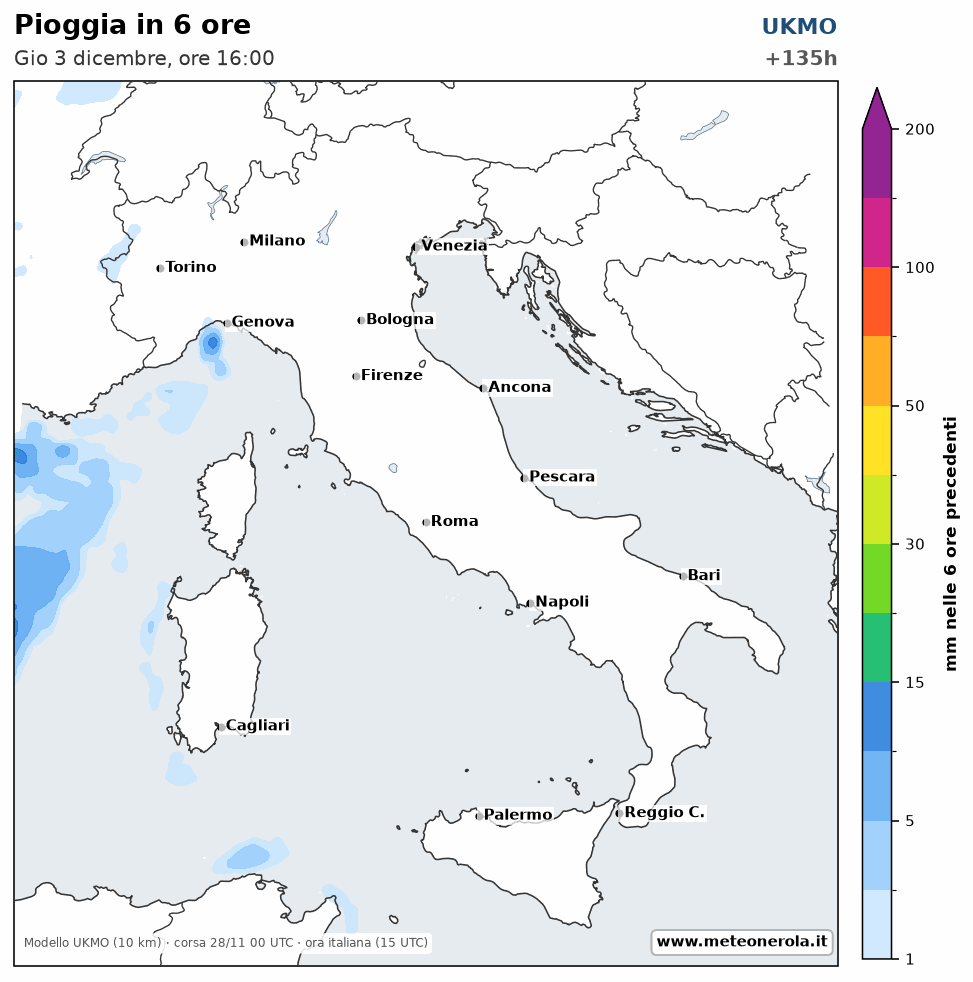 Pioggia in 6 ore
UKMO
Gio 3 dicembre, ore 16:00
+135h
200
100
50
30
15
5
1
mm nelle 6 ore precedenti
Milano
Venezia
Torino
Genova
Bologna
Firenze
Ancona
Pescara
Roma
Bari
Napoli
Cagliari
Palermo
Reggio C.
Modello UKMO (10 km) · corsa 28/11 00 UTC · ora italiana (15 UTC)
www.meteonerola.it